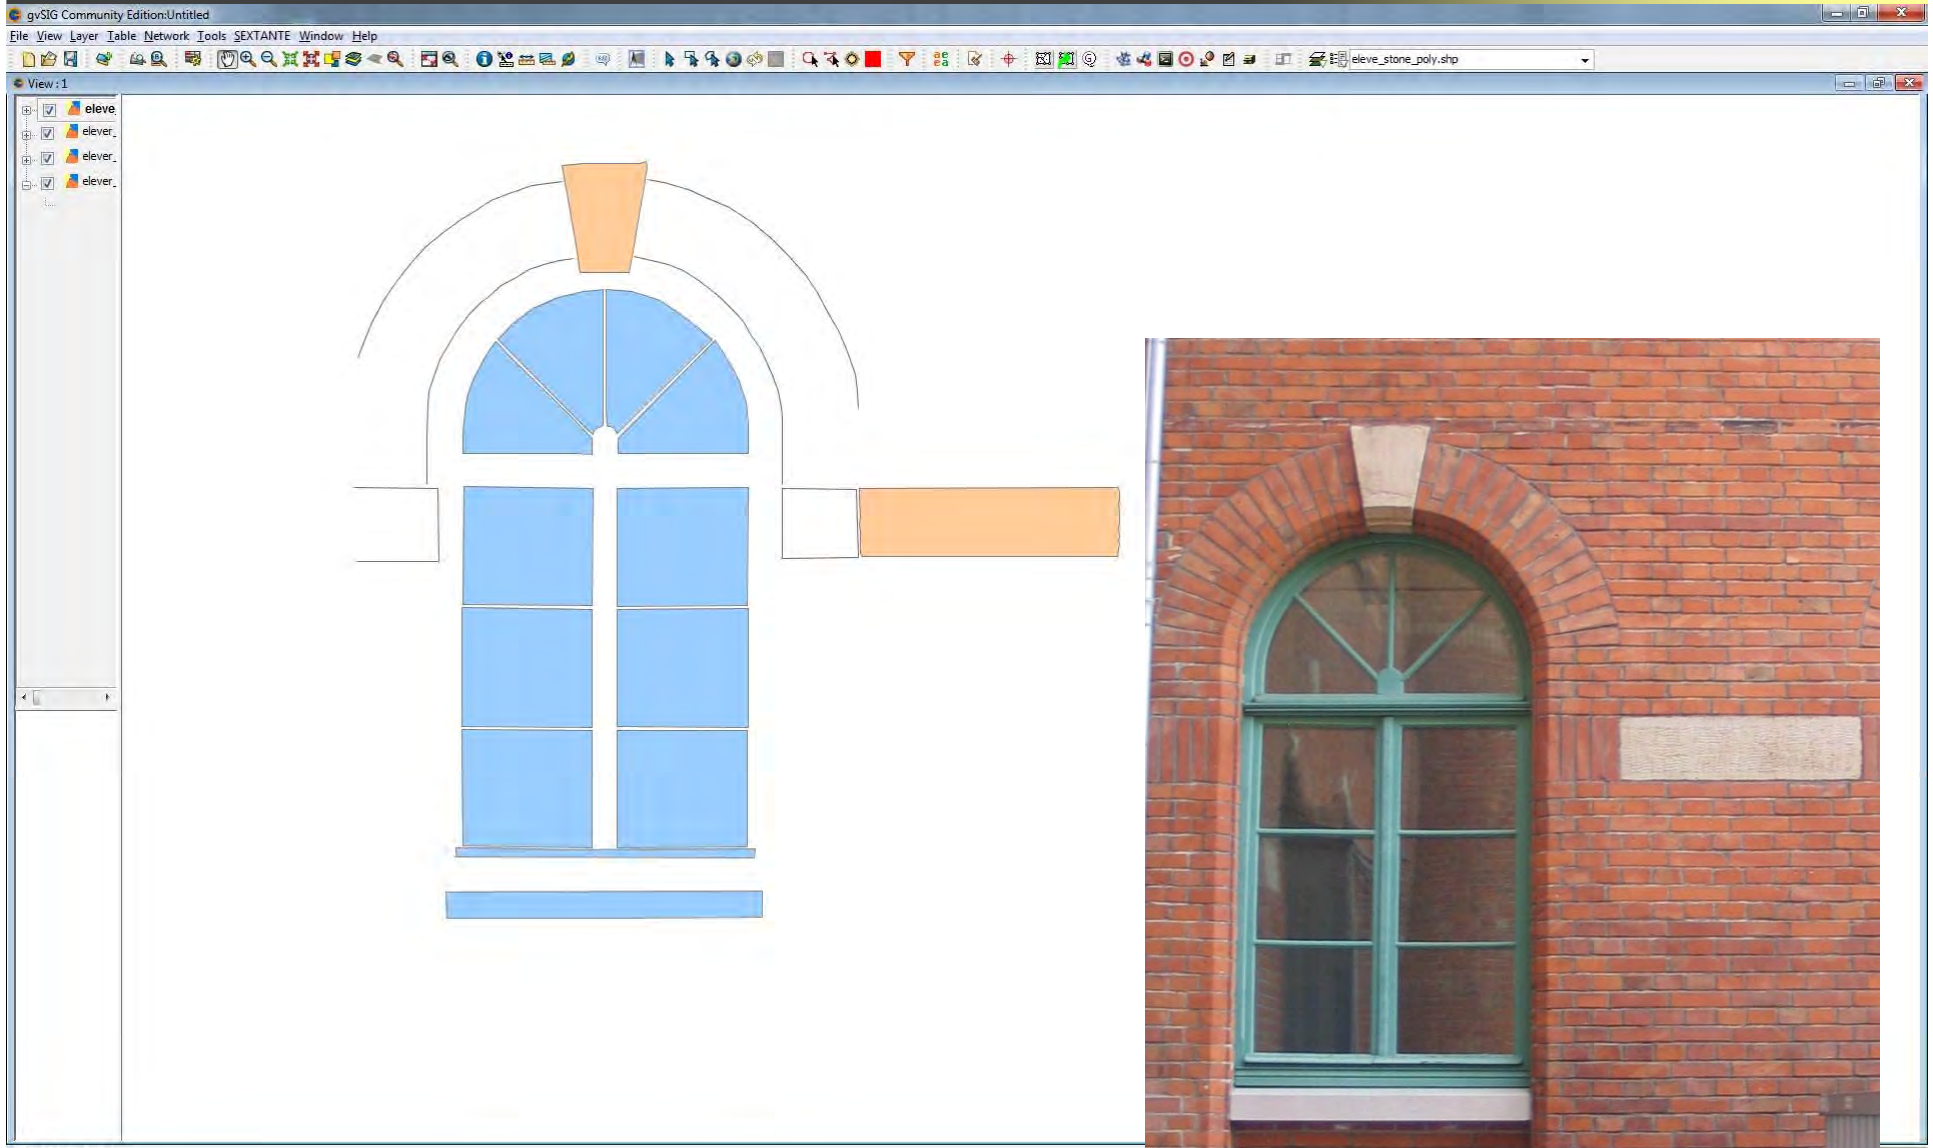 gvSIG Community Edition:Untitled
File View Layer Table Network Tools SEXTANTE Window Help
eleve_stone_poly.shp
View : 1
eleve
elever_
elever_
elever_